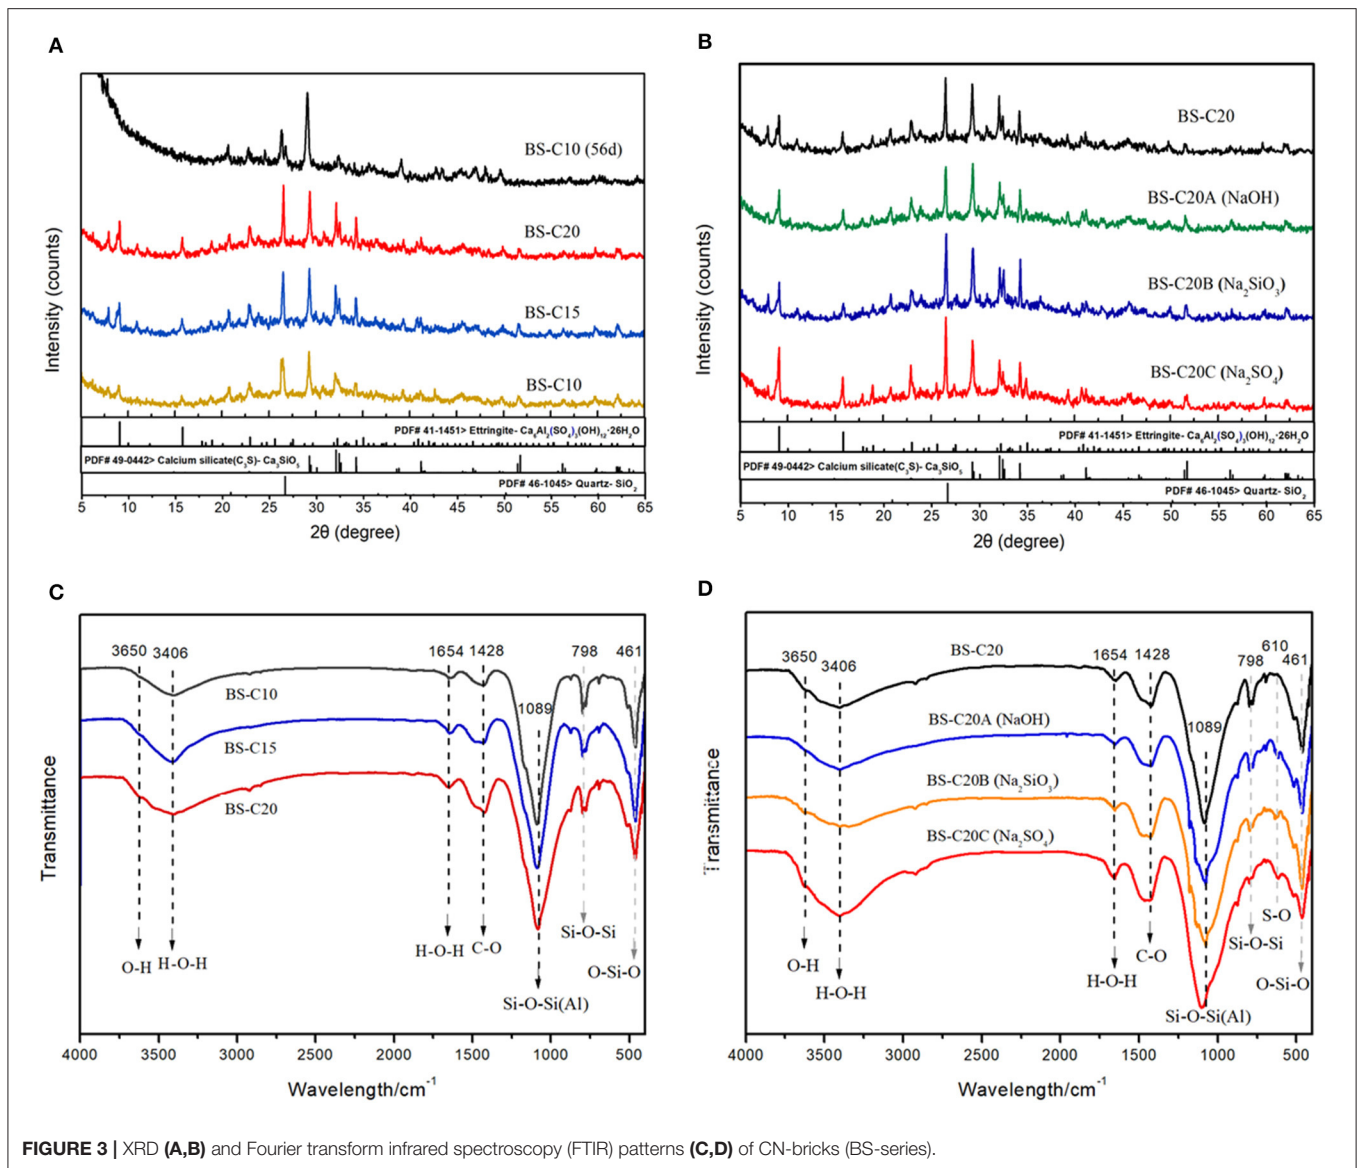 A
Intensity (counts)
BS-C10 (56d)
BS-C20
BS-C15
BS-C10
PDF# 41-1451> Ettringite- Ca₆Al₂(SO₄)₃(OH)₁₂·26H₂O
PDF# 49-0442> Calcium silicate(C₃S)- Ca₃SiO₅
PDF# 46-1045> Quartz- SiO₂
5 10 15 20 25 30 35 40 45 50 55 60 65
2θ (degree)
B
Intensity (counts)
BS-C20
BS-C20A (NaOH)
BS-C20B (Na₂SiO₃)
BS-C20C (Na₂SO₄)
PDF# 41-1451> Ettringite- Ca₆Al₂(SO₄)₃(OH)₁₂·26H₂O
PDF# 49-0442> Calcium silicate(C₃S)- Ca₃SiO₅
PDF# 46-1045> Quartz- SiO₂
5 10 15 20 25 30 35 40 45 50 55 60 65
2θ (degree)
C
Transmittance
3650 3406 1654 1428 798 461
1089
BS-C10
BS-C15
BS-C20
O-H H-O-H H-O-H C-O Si-O-Si
O-Si-O
Si-O-Si(Al)
4000 3500 3000 2500 2000 1500 1000 500
Wavelength/cm⁻¹
D
Transmittance
3650 3406 1654 1428 798 610 461
1089
BS-C20
BS-C20A (NaOH)
BS-C20B (Na₂SiO₃)
BS-C20C (Na₂SO₄)
O-H H-O-H H-O-H C-O S-O
Si-O-Si
O-Si-O
Si-O-Si(Al)
4000 3500 3000 2500 2000 1500 1000 500
Wavelength/cm⁻¹
FIGURE 3 | XRD (A,B) and Fourier transform infrared spectroscopy (FTIR) patterns (C,D) of CN-bricks (BS-series).